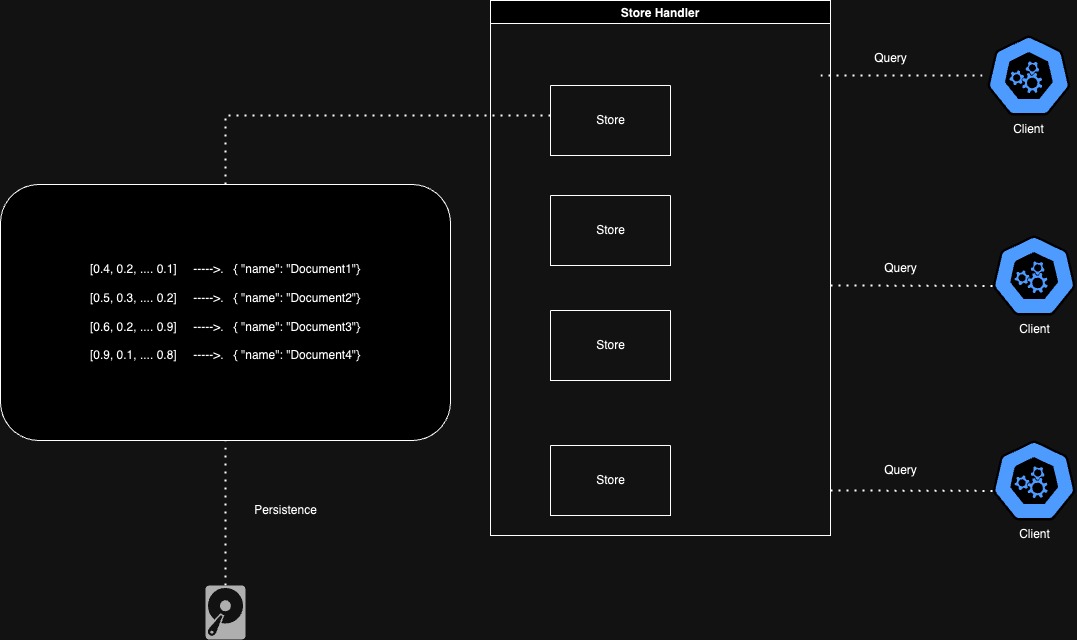 Store Handler
Query
Client
Store
Store
Query
Client
Store
Store
Query
Client
[0.4, 0.2, .... 0.1] ----->. { "name": "Document1"}
[0.5, 0.3, .... 0.2] ----->. { "name": "Document2"}
[0.6, 0.2, .... 0.9] ----->. { "name": "Document3"}
[0.9, 0.1, .... 0.8] ----->. { "name": "Document4"}
Persistence